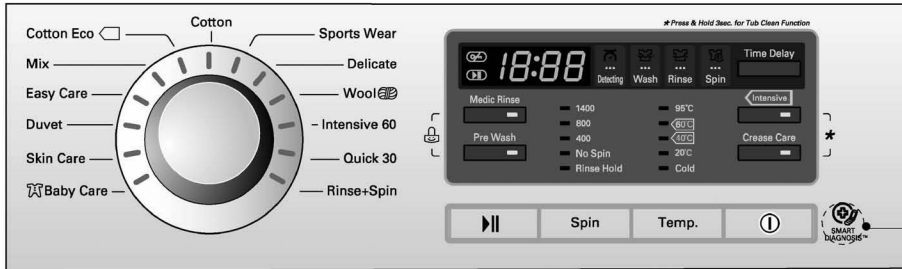 Cotton
Cotton Eco
Sports Wear
Mix
Delicate
Easy Care
Wool
Duvet
Intensive 60
Skin Care
Quick 30
Baby Care
Rinse+Spin
*Press & Hold 3sec. for Tub Clean Function
18:88
Detecting
Wash
Rinse
Spin
Time Delay
Medic Rinse
Pre Wash
1400
800
400
No Spin
Rinse Hold
95°C
60°C
40°C
20°C
Cold
Intensive
Crease Care
*
Spin
Temp.
SMART
DIAGNOSIS™